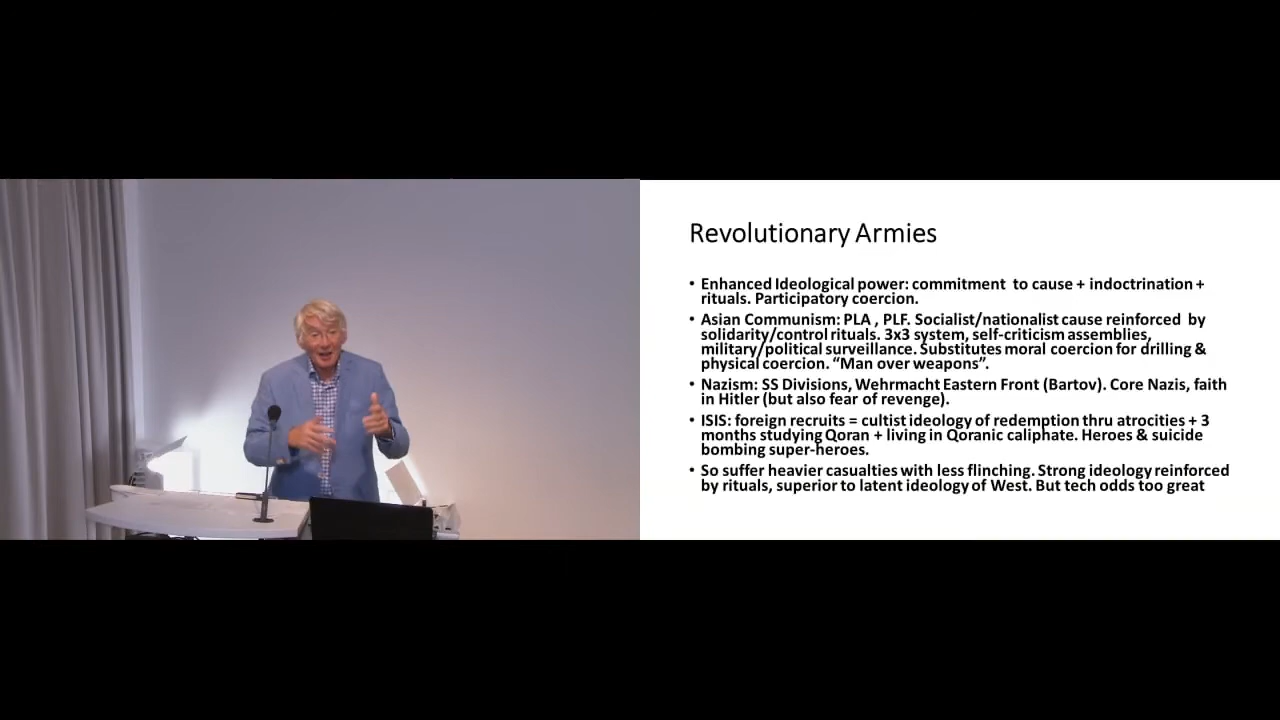 Revolutionary Armies
• Enhanced Ideological power: commitment to cause + indoctrination +
rituals. Participatory coercion.
• Asian Communism: PLA , PLF. Socialist/nationalist cause reinforced by
solidarity/control rituals. 3x3 system, self-criticism assemblies,
military/political surveillance. Substitutes moral coercion for drilling &
physical coercion. “Man over weapons”.
• Nazism: SS Divisions, Wehrmacht Eastern Front (Bartov). Core Nazis, faith
in Hitler (but also fear of revenge).
• ISIS: foreign recruits = cultist ideology of redemption thru atrocities + 3
months studying Qoran + living in Qoranic caliphate. Heroes & suicide
bombing super-heroes.
• So suffer heavier casualties with less flinching. Strong ideology reinforced
by rituals, superior to latent ideology of West. But tech odds too great